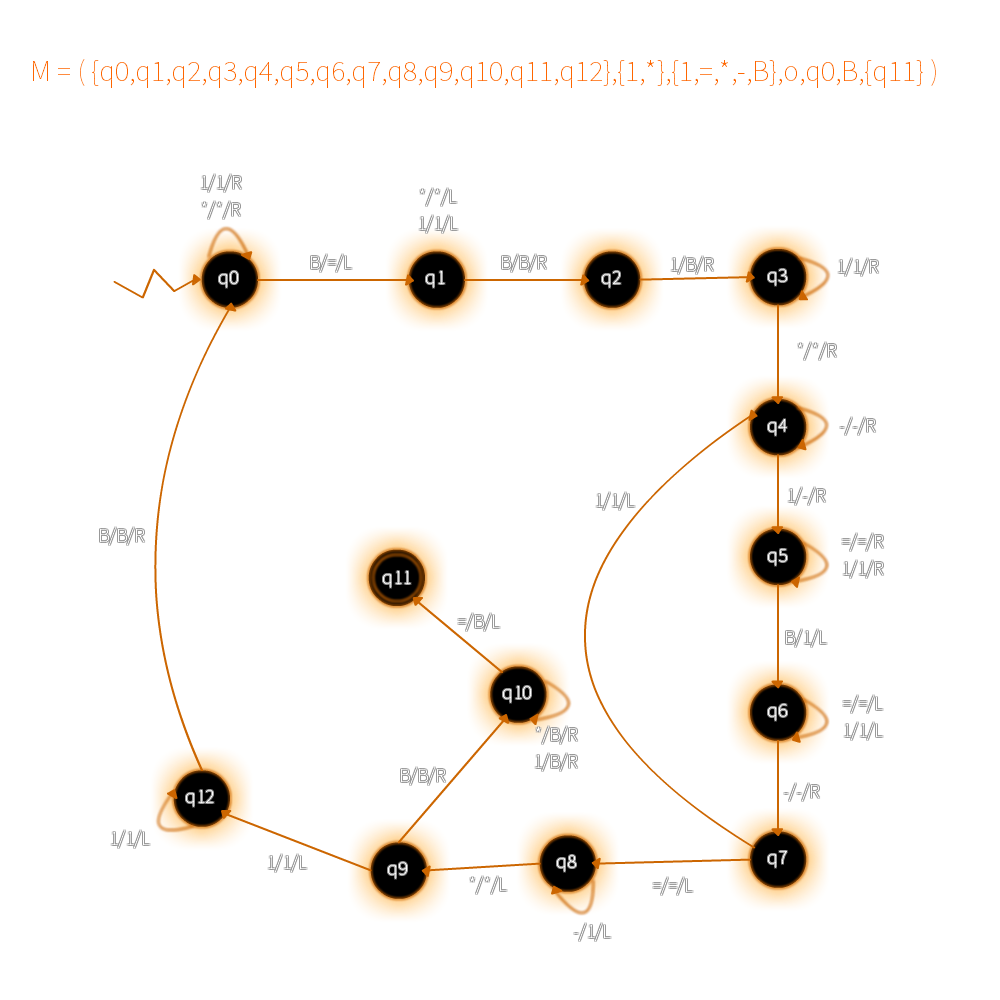 M = ( {q0,q1,q2,q3,q4,q5,q6,q7,q8,q9,q10,q11,q12},{1,*},{1,=,*,-,B},o,q0,B,{q11} )
1/1/R
*/*/R
*/*/L
1/1/L
q0
B/=/L
q1
B/B/R
q2
1/B/R
q3
1/1/R
*/*/R
q4
-/-/R
1/1/L
1/-/R
B/B/R
q5
=/=/R
1/1/R
q11
=/B/L
B/1/L
q10
q6
=/=/L
1/1/L
*/B/R
1/B/R
B/B/R
-/-/R
q12
1/1/L
1/1/L
q9
*/*/L
q8
=/=/L
q7
-/1/L